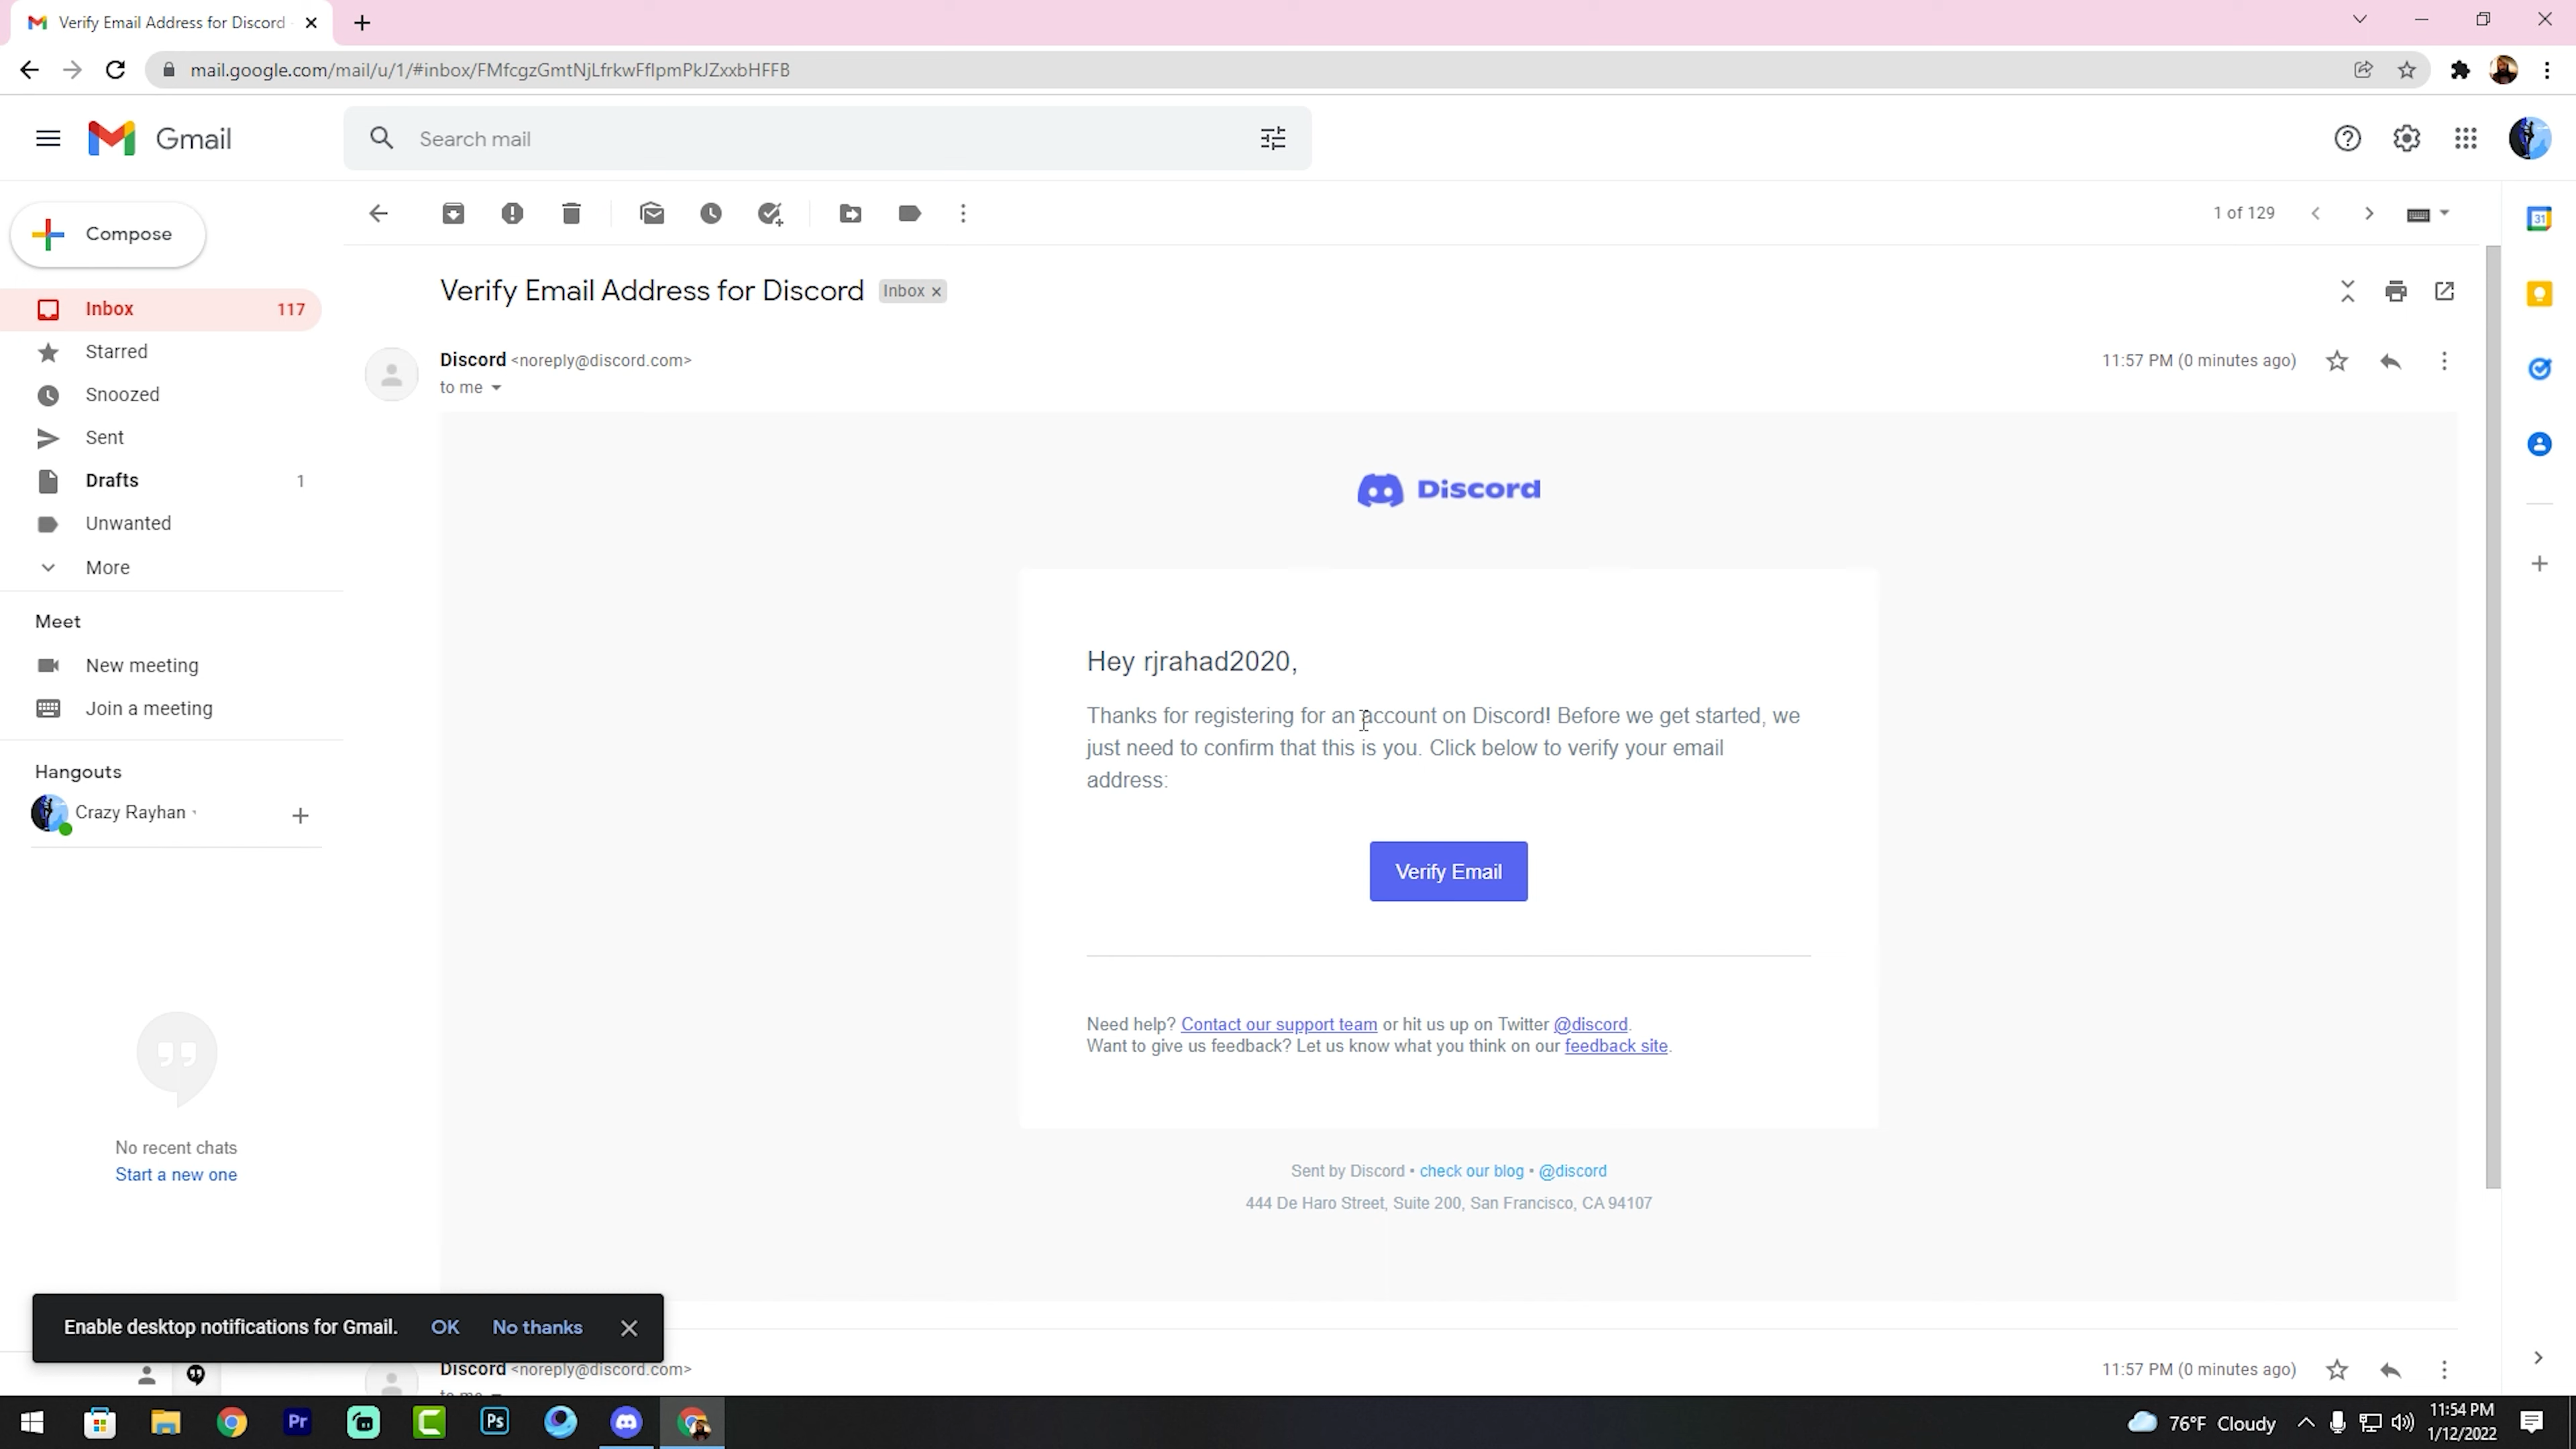 Verify Email Address for Discord
mail.google.com/mail/u/1/#inbox/FMfcgzGmtNjLfrkwFfIpmPkJZxxbHFFB
Gmail
Search mail
Compose
1 of 129
31
Inbox 117
Starred
Snoozed
Sent
Drafts 1
Unwanted
More
Meet
New meeting
Join a meeting
Hangouts
Crazy Rayhan
No recent chats
Start a new one
Verify Email Address for Discord Inbox
Discord <noreply@discord.com>
11:57 PM (0 minutes ago)
to me
Discord
Hey rjrahad2020,
Thanks for registering for an account on Discord! Before we get started, we
just need to confirm that this is you. Click below to verify your email
address:
Verify Email
Need help? Contact our support team or hit us up on Twitter @discord.
Want to give us feedback? Let us know what you think on our feedback site.
Sent by Discord • check our blog • @discord
444 De Haro Street, Suite 200, San Francisco, CA 94107
Enable desktop notifications for Gmail. OK No thanks
Discord <noreply@discord.com>
11:57 PM (0 minutes ago)
to me
Pr
Ps
76°F Cloudy
11:54 PM
1/12/2022